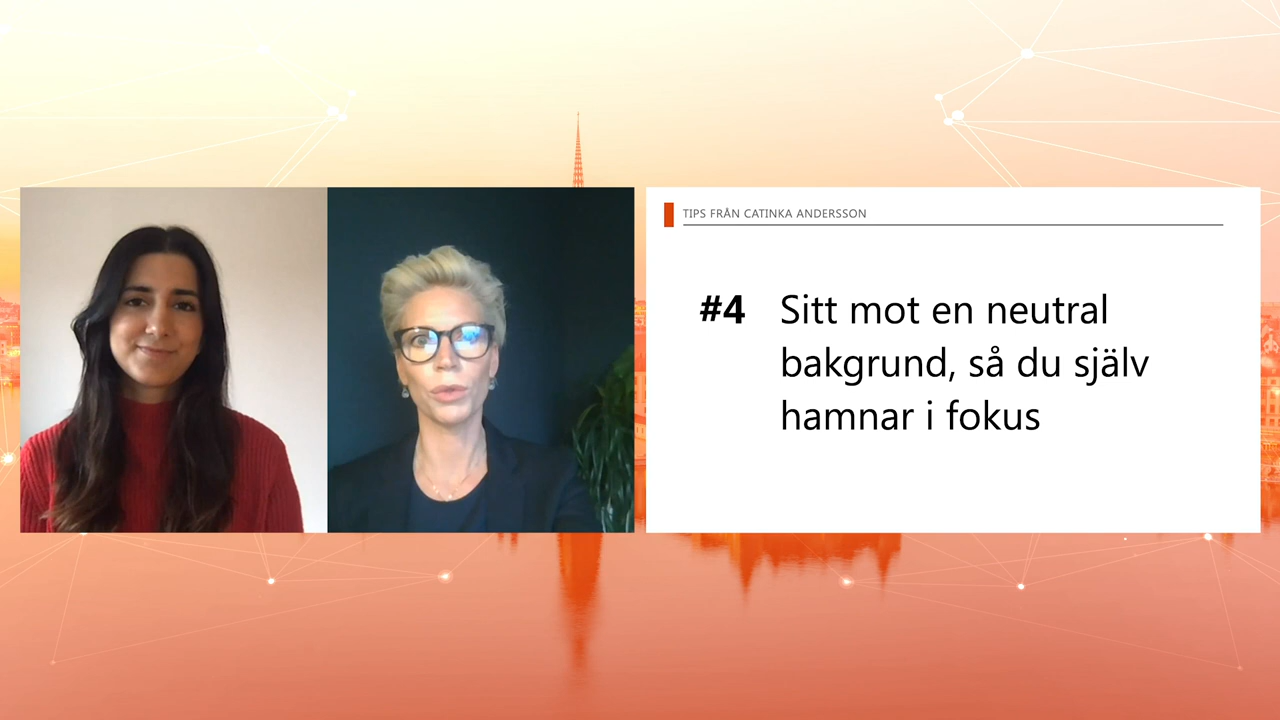 TIPS FRÅN CATINKA ANDERSSON
#4 Sitt mot en neutral
bakgrund, så du själv
hamnar i fokus